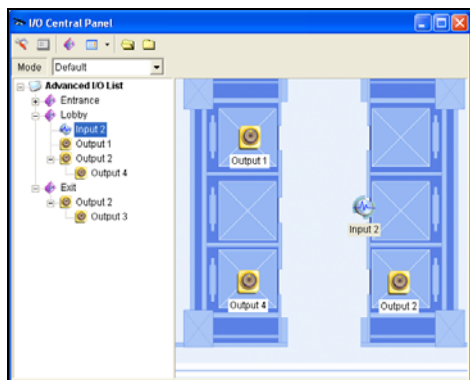 I/O Central Panel
Mode Default
Advanced I/O List
Entrance
Lobby
Input 2
Output 1
Output 2
Output 4
Exit
Output 2
Output 3
Output 1
Input 2
Output 4
Output 2